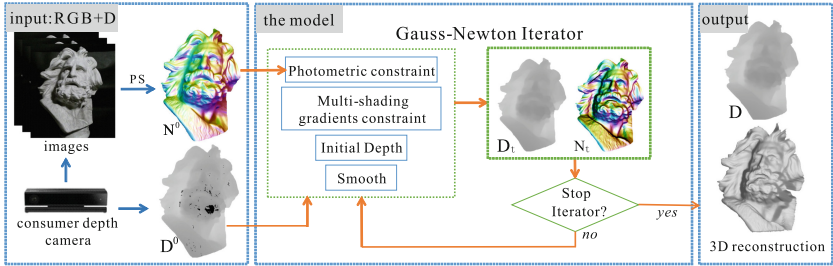 input:RGB+D
PS
images
N⁰
consumer depth
camera
D⁰
the model
Gauss-Newton Iterator
Photometric constraint
Multi-shading
gradients constraint
Initial Depth
Smooth
Dₜ
Nₜ
Stop
Iterator?
yes
no
output
D
3D reconstruction